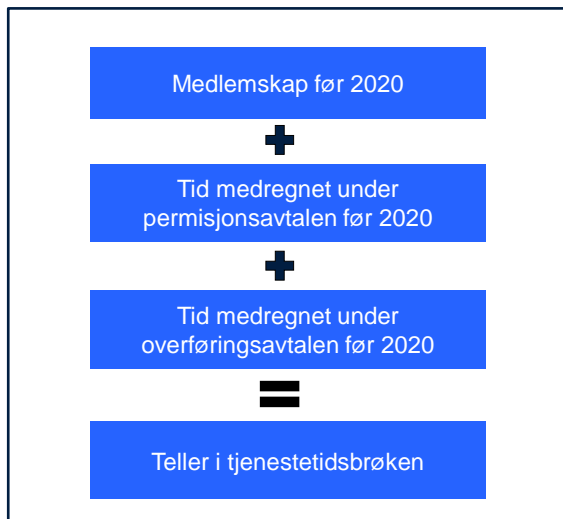 Medlemskap før 2020
+
Tid medregnet under
permisjonsavtalen før 2020
+
Tid medregnet under
overføringsavtalen før 2020
=
Teller i tjenestetidsbrøken